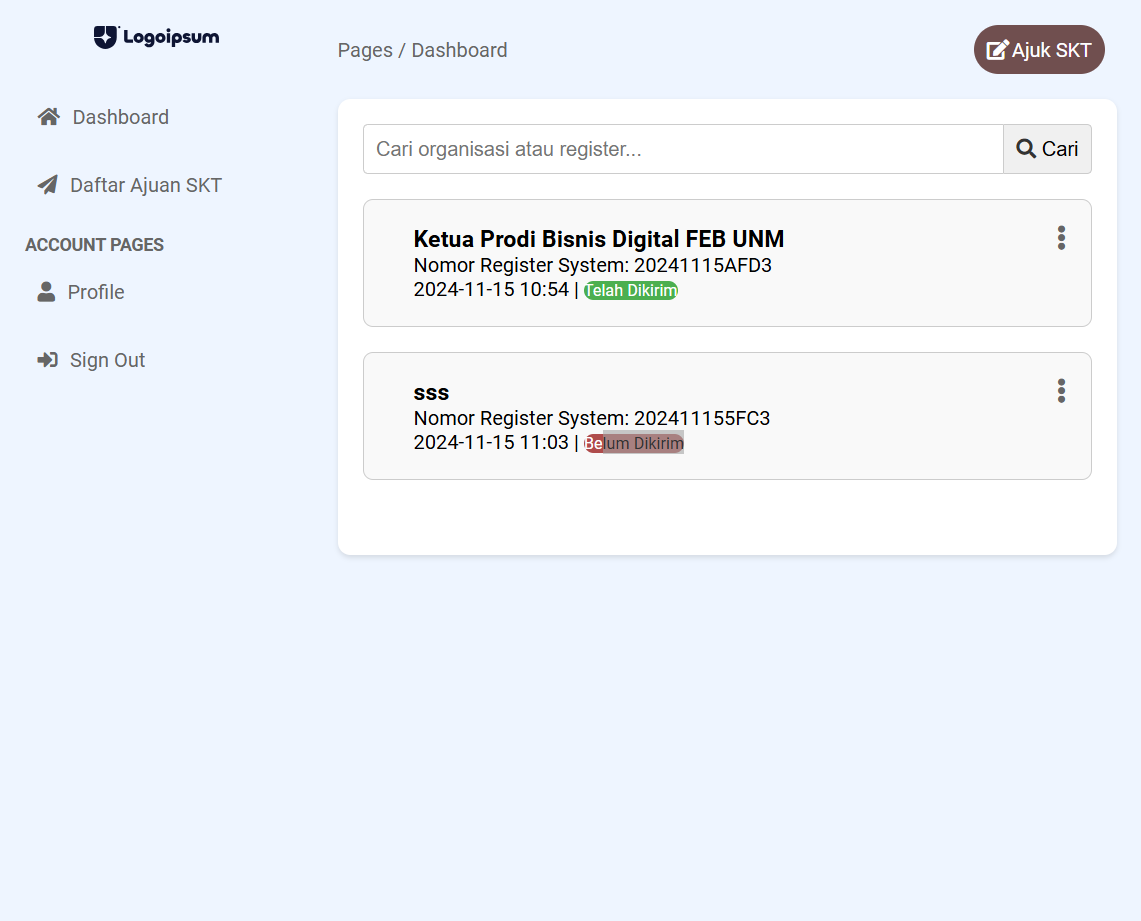 Logoipsum
Pages / Dashboard
Ajuk SKT
Dashboard
Daftar Ajuan SKT
ACCOUNT PAGES
Profile
Sign Out
Cari organisasi atau register...
Cari
Ketua Prodi Bisnis Digital FEB UNM
Nomor Register System: 20241115AFD3
2024-11-15 10:54 | Telah Dikirim
sss
Nomor Register System: 202411155FC3
2024-11-15 11:03 | Belum Dikirim